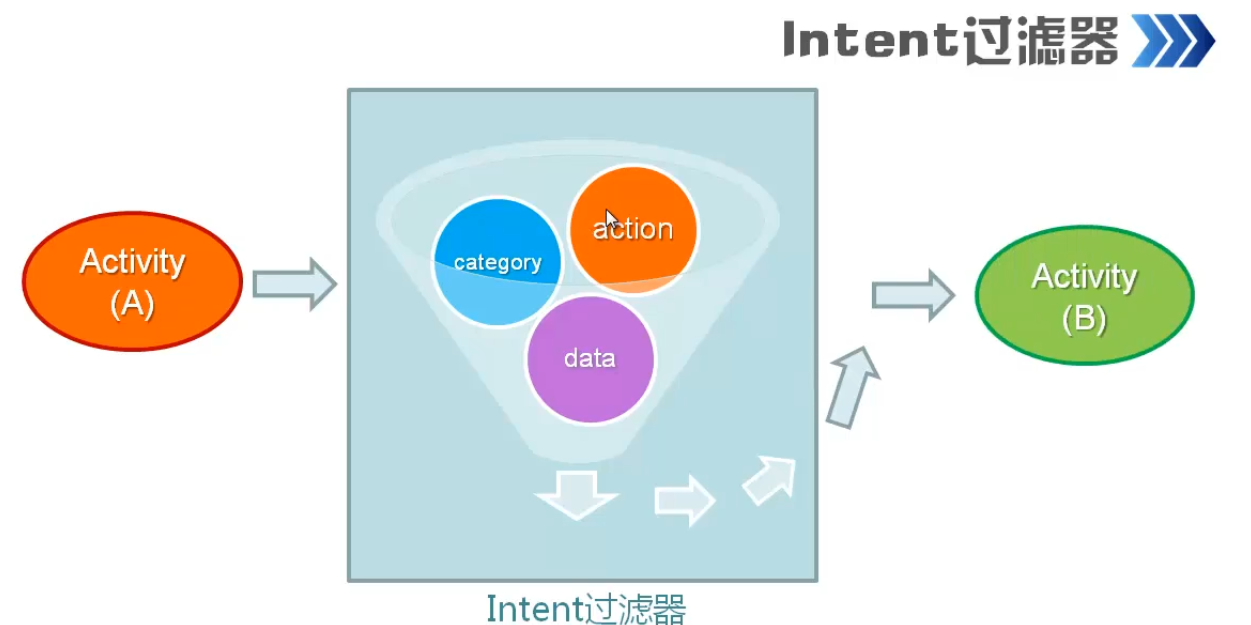 Intent过滤器
Activity
(A)
category
action
data
Activity
(B)
Intent过滤器